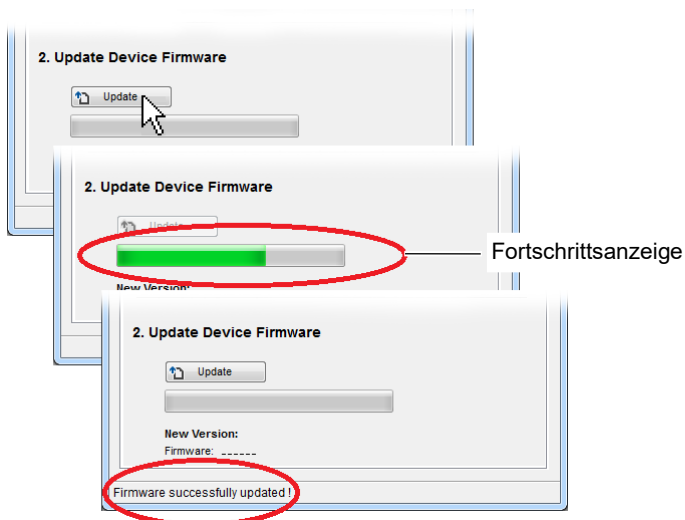 2. Update Device Firmware
Update
2. Update Device Firmware
Update
Fortschrittsanzeige
New Version:
2. Update Device Firmware
Update
New Version:
Firmware: ______
Firmware successfully updated !